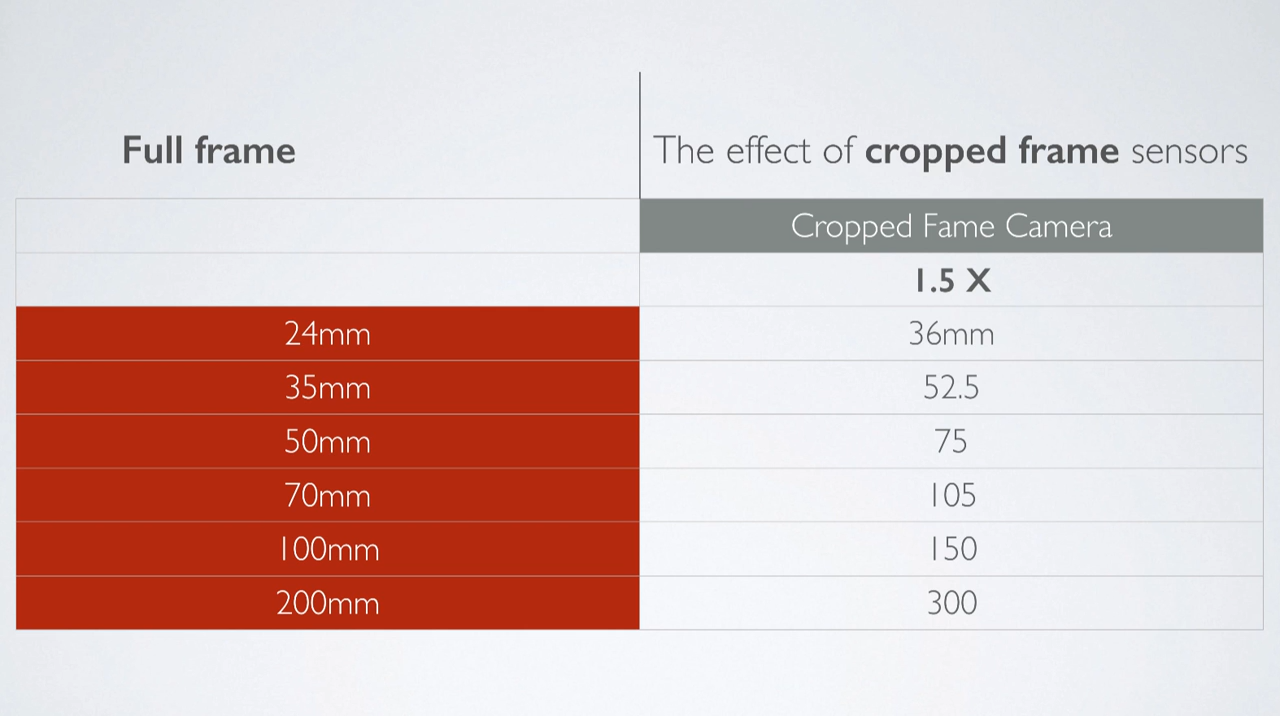 Full frame
The effect of cropped frame sensors
Cropped Fame Camera
1.5 X
24mm 36mm
35mm 52.5
50mm 75
70mm 105
100mm 150
200mm 300